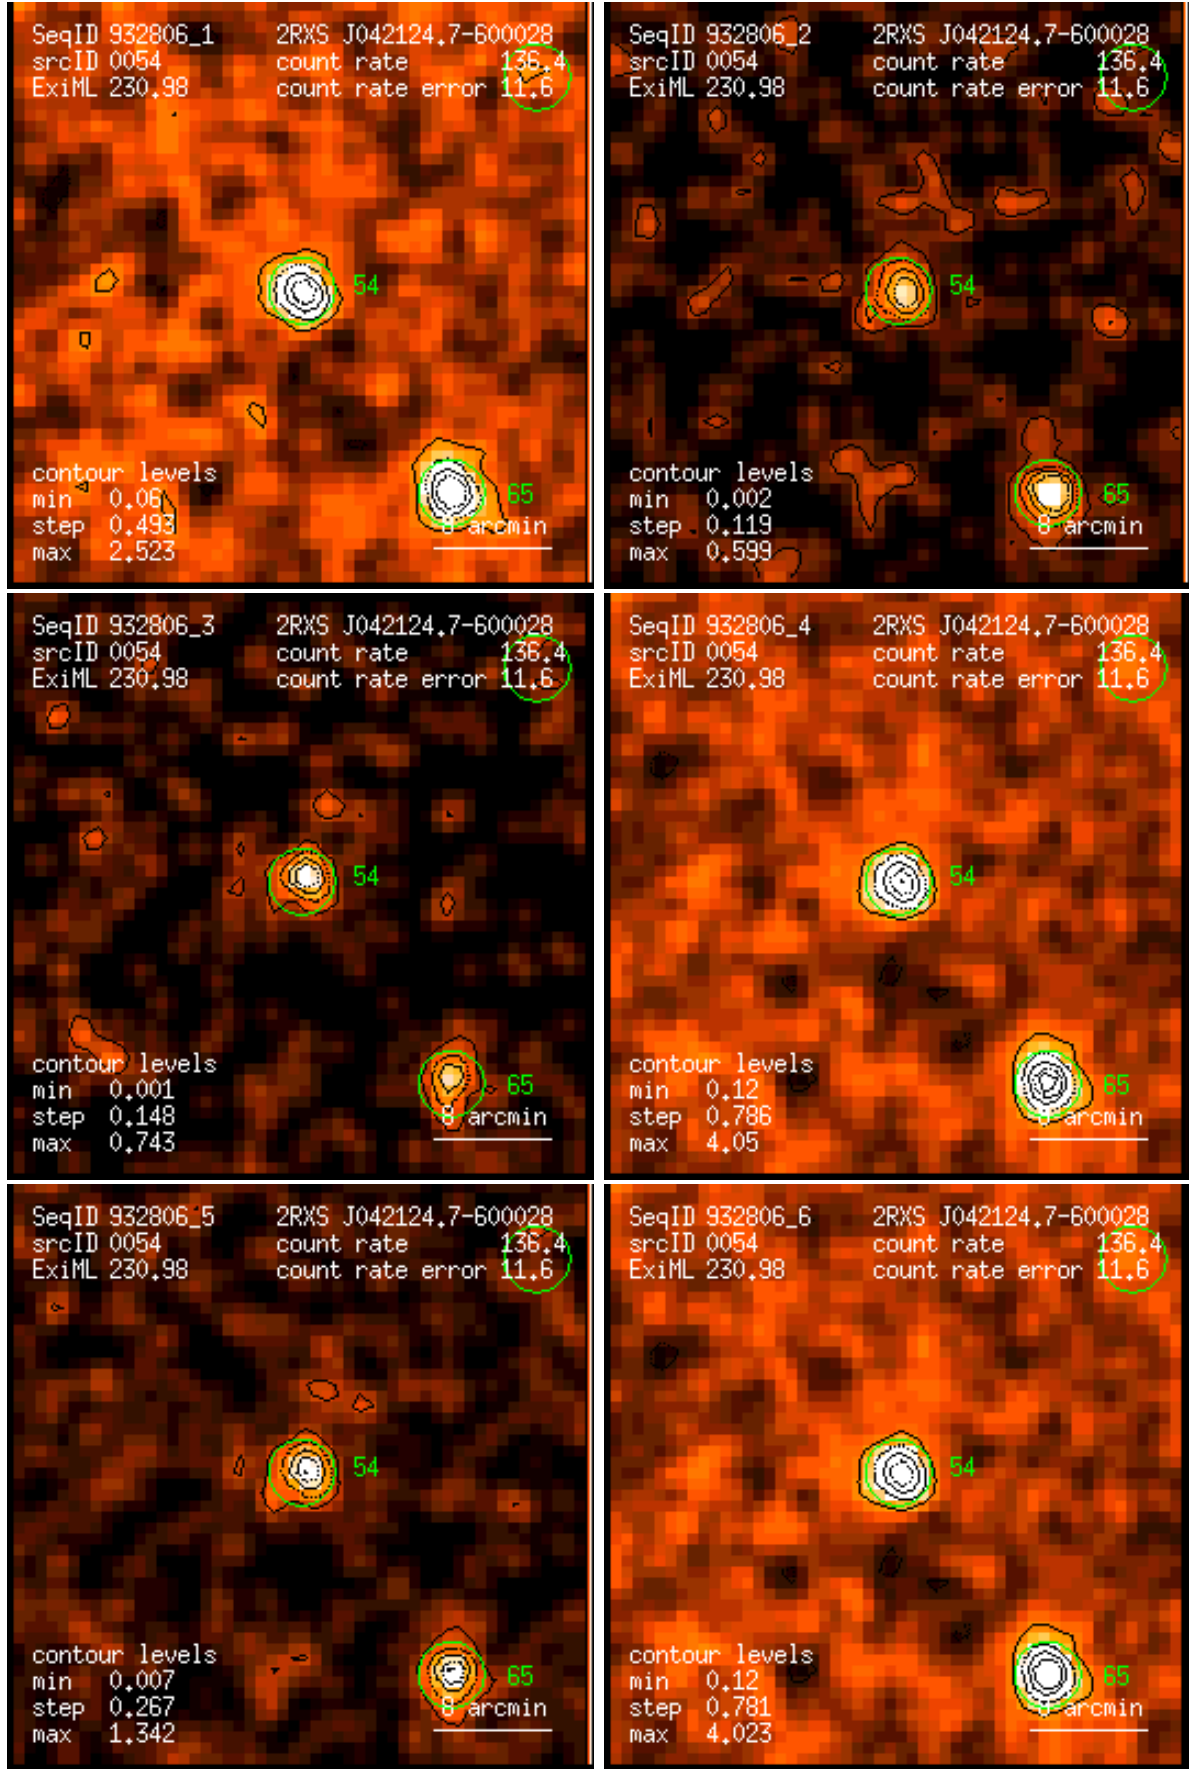 SeqID 932806_1 2RXS J042124.7-600028
srcID 0054 count rate 136.4
ExiML 230.98 count rate error 11.6
54
65
contour levels
min 0.06
step 0.493
max 2.523
8 arcmin
SeqID 932806_2 2RXS J042124.7-600028
srcID 0054 count rate 136.4
ExiML 230.98 count rate error 11.6
54
65
contour levels
min 0.002
step 0.119
max 0.599
8 arcmin
SeqID 932806_3 2RXS J042124.7-600028
srcID 0054 count rate 136.4
ExiML 230.98 count rate error 11.6
54
65
contour levels
min 0.001
step 0.148
max 0.743
8 arcmin
SeqID 932806_4 2RXS J042124.7-600028
srcID 0054 count rate 136.4
ExiML 230.98 count rate error 11.6
54
65
contour levels
min 0.12
step 0.786
max 4.05
arcmin
SeqID 932806_5 2RXS J042124.7-600028
srcID 0054 count rate 136.4
ExiML 230.98 count rate error 11.6
54
65
contour levels
min 0.007
step 0.267
max 1.342
8 arcmin
SeqID 932806_6 2RXS J042124.7-600028
srcID 0054 count rate 136.4
ExiML 230.98 count rate error 11.6
54
65
contour levels
min 0.12
step 0.781
max 4.023
arcmin